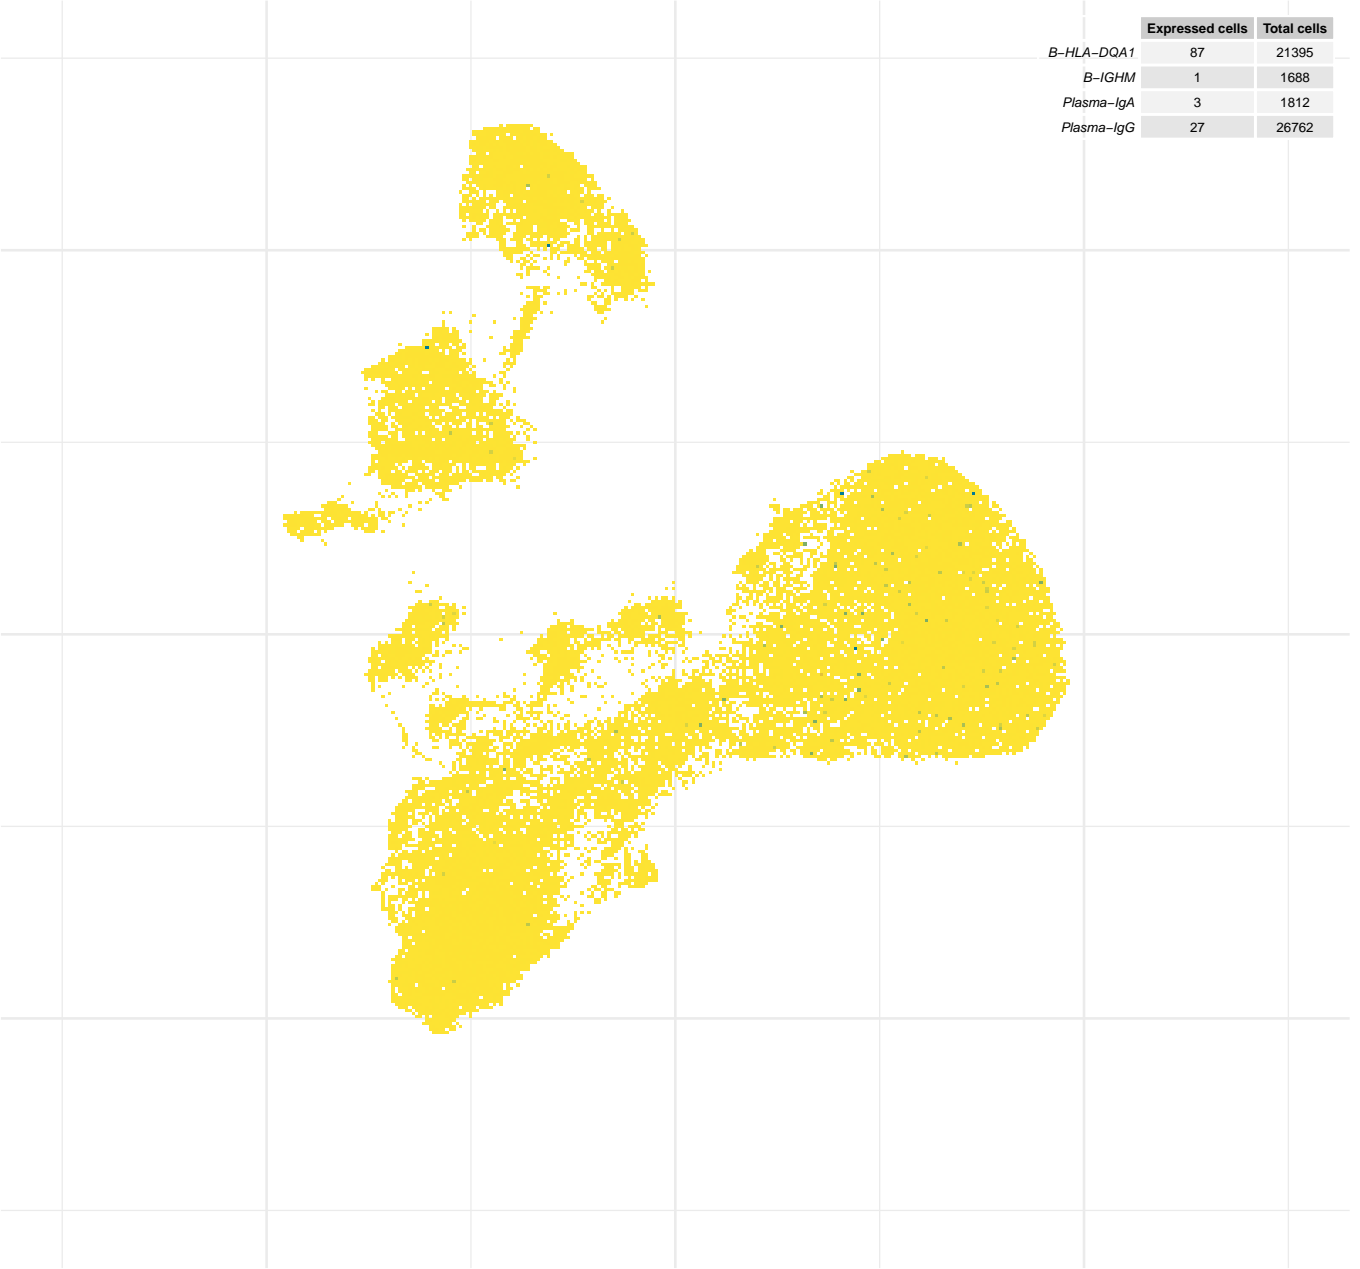 Expressed cells Total cells
B−HLA−DQA1 87 21395
B−IGHM 1 1688
Plasma−IgA 3 1812
Plasma−IgG 27 26762